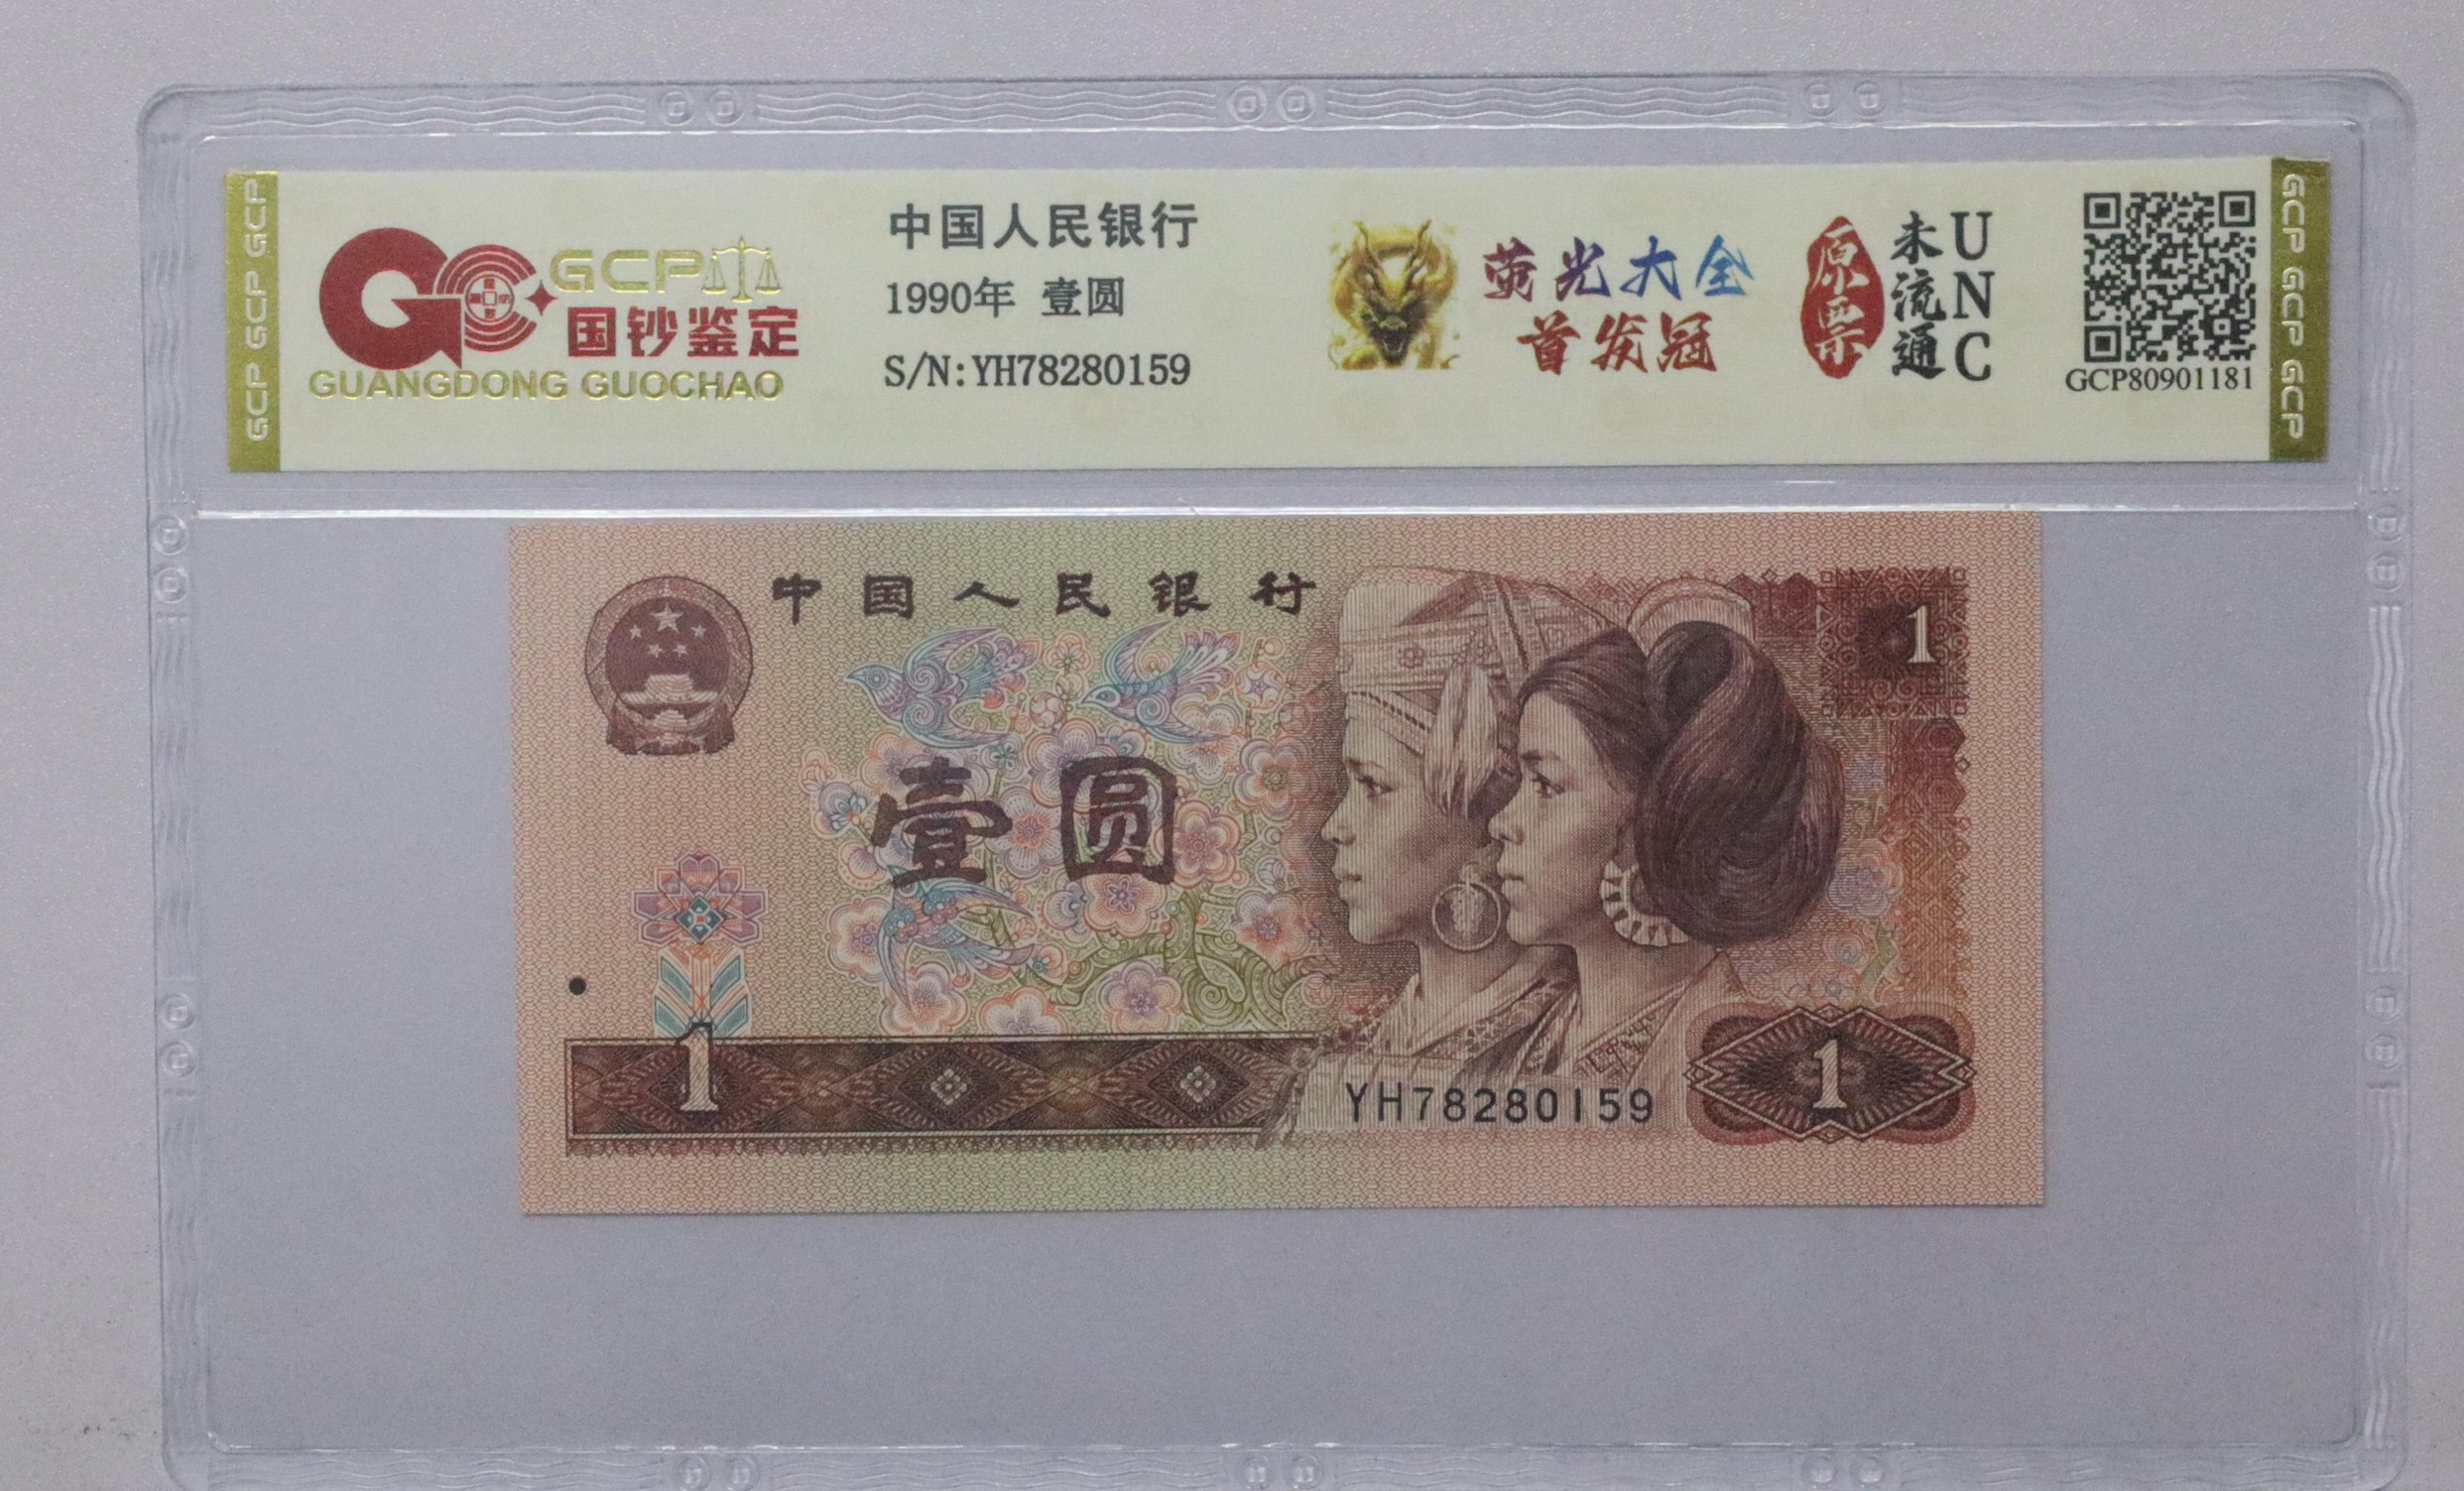 GCP GCP GCP
GCP
国钞鉴定
GUANGDONG GUOCHAO
中国人民银行
1990年 壹圆
S/N:YH78280159
荧光大全
首发冠
原票
未流通
UNC
GCP80901181
GCP GCP GCP
中国人民银行
1
壹圆
1
YH78280159
1